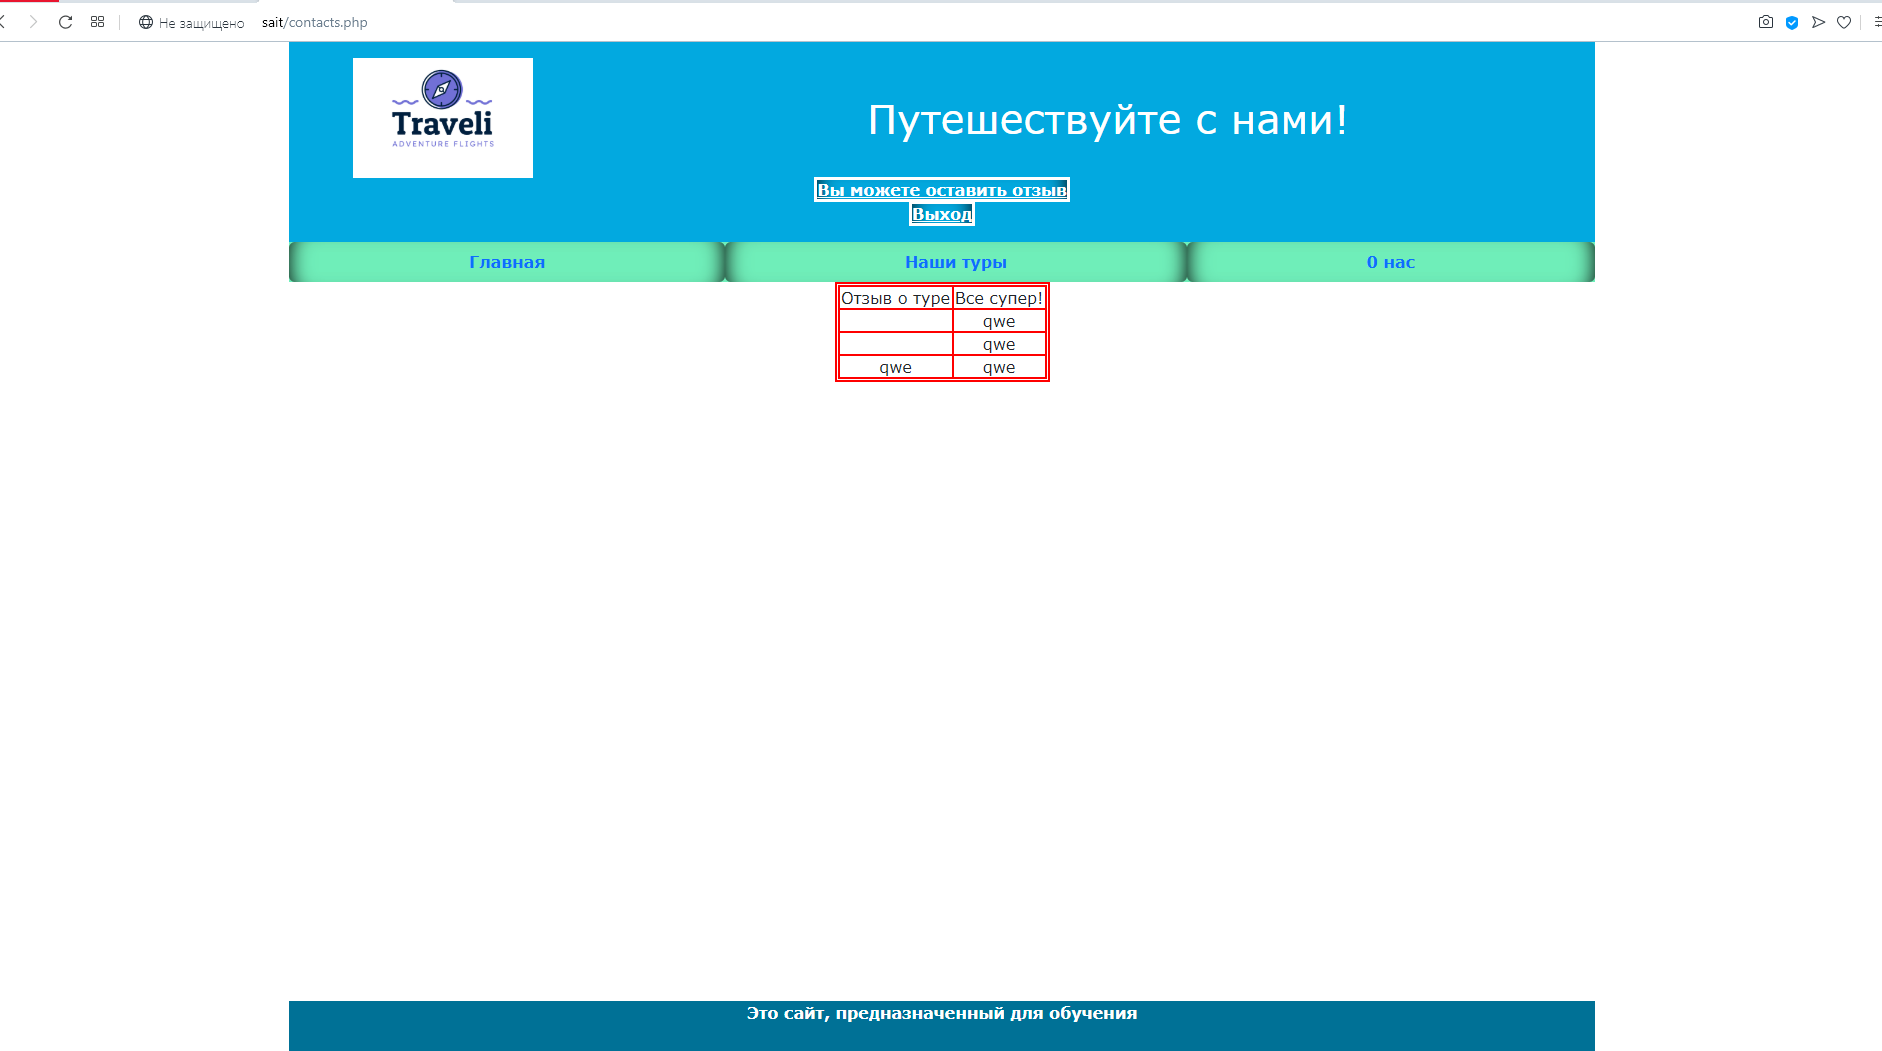 Не защищено sait/contacts.php
Traveli
ADVENTURE FLIGHTS
Путешествуйте с нами!
Вы можете оставить отзыв
Выход
Главная Наши туры 0 нас
Отзыв о туре Все супер!
qwe
qwe
qwe qwe
Это сайт, предназначенный для обучения